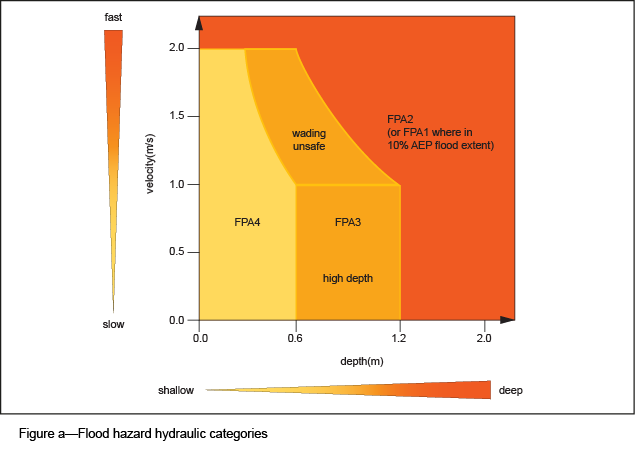 fast
2.0
1.5
1.0
0.5
0.0
velocity(m/s)
slow
wading
unsafe
FPA2
(or FPA1 where in
10% AEP flood extent)
FPA4
FPA3
high depth
0.0
0.6
1.2
2.0
depth(m)
shallow
deep
Figure a—Flood hazard hydraulic categories